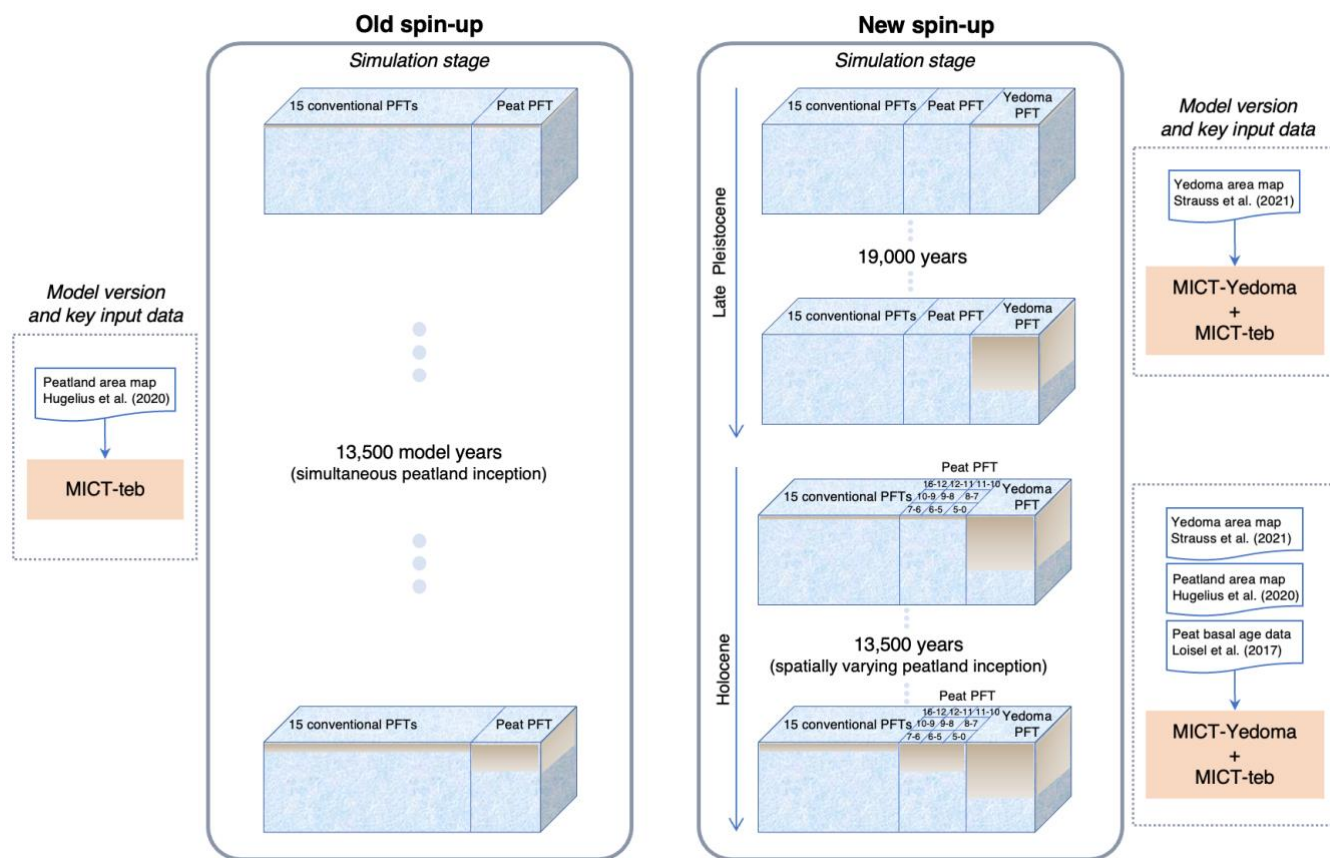 Old spin-up
Simulation stage
15 conventional PFTs
Peat PFT
Model version
and key input data
Peatland area map
Hugelius et al. (2020)
MICT-teb
13,500 model years
(simultaneous peatland inception)
15 conventional PFTs
Peat PFT
New spin-up
Simulation stage
Late Pleistocene
15 conventional PFTs
Peat PFT
Yedoma
PFT
19,000 years
15 conventional PFTs
Peat PFT
Yedoma
PFT
Model version
and key input data
Yedoma area map
Strauss et al. (2021)
MICT-Yedoma
+
MICT-teb
Holocene
Peat PFT
15 conventional PFTs
16-12 12-11 11-10
10-9 9-8 8-7
7-6 6-5 5-0
Yedoma
PFT
13,500 years
(spatially varying peatland inception)
Peat PFT
15 conventional PFTs
16-12 12-11 11-10
10-9 9-8 8-7
7-6 6-5 5-0
Yedoma
PFT
Yedoma area map
Strauss et al. (2021)
Peatland area map
Hugelius et al. (2020)
Peat basal age data
Loisel et al. (2017)
MICT-Yedoma
+
MICT-teb